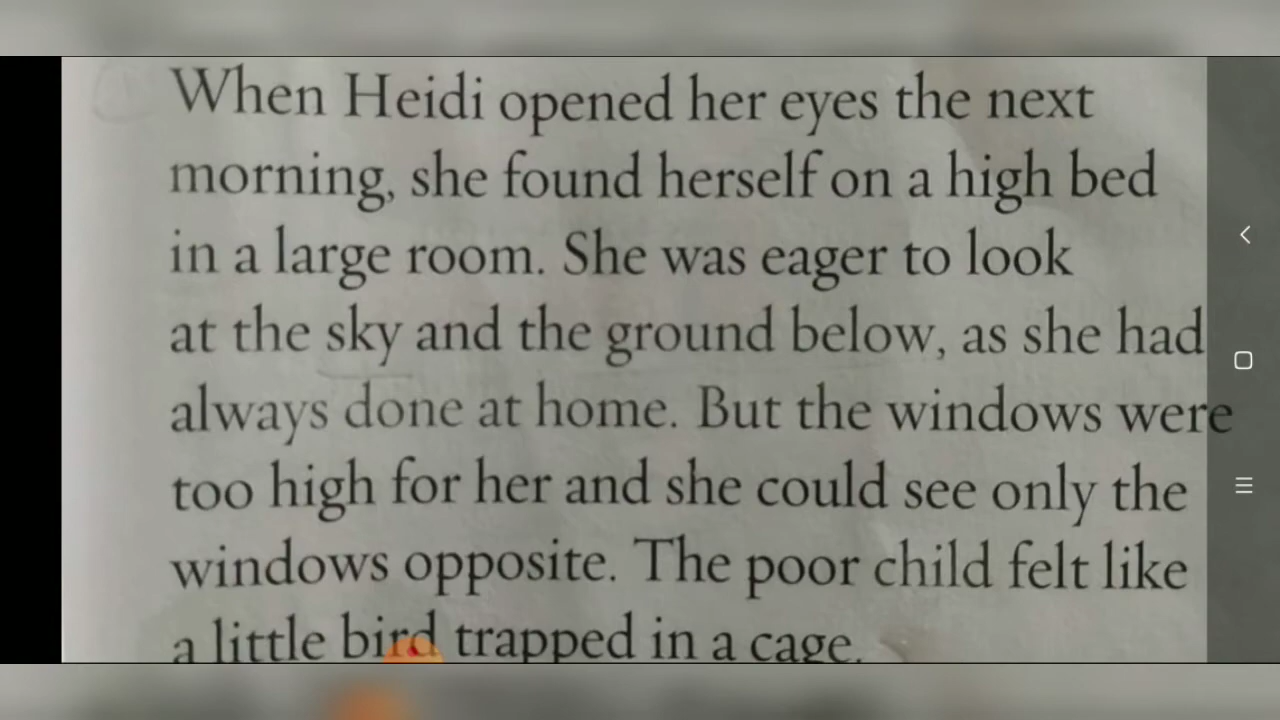 When Heidi opened her eyes the next
morning, she found herself on a high bed
in a large room. She was eager to look
at the sky and the ground below, as she had
always done at home. But the windows were
too high for her and she could see only the
windows opposite. The poor child felt like
a little bird trapped in a cage.